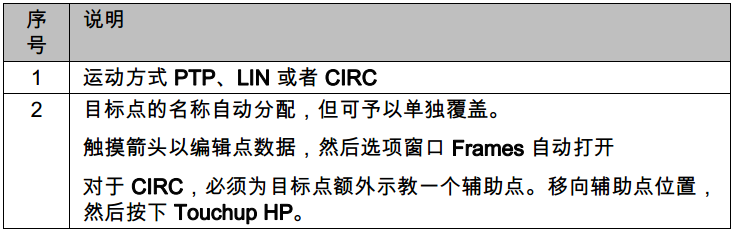 序
号
说明
1
运动方式 PTP、LIN 或者 CIRC
2
目标点的名称自动分配，但可予以单独覆盖。
触摸箭头以编辑点数据，然后选项窗口 Frames 自动打开
对于 CIRC，必须为目标点额外示教一个辅助点。移向辅助点位置，
然后按下 Touchup HP。